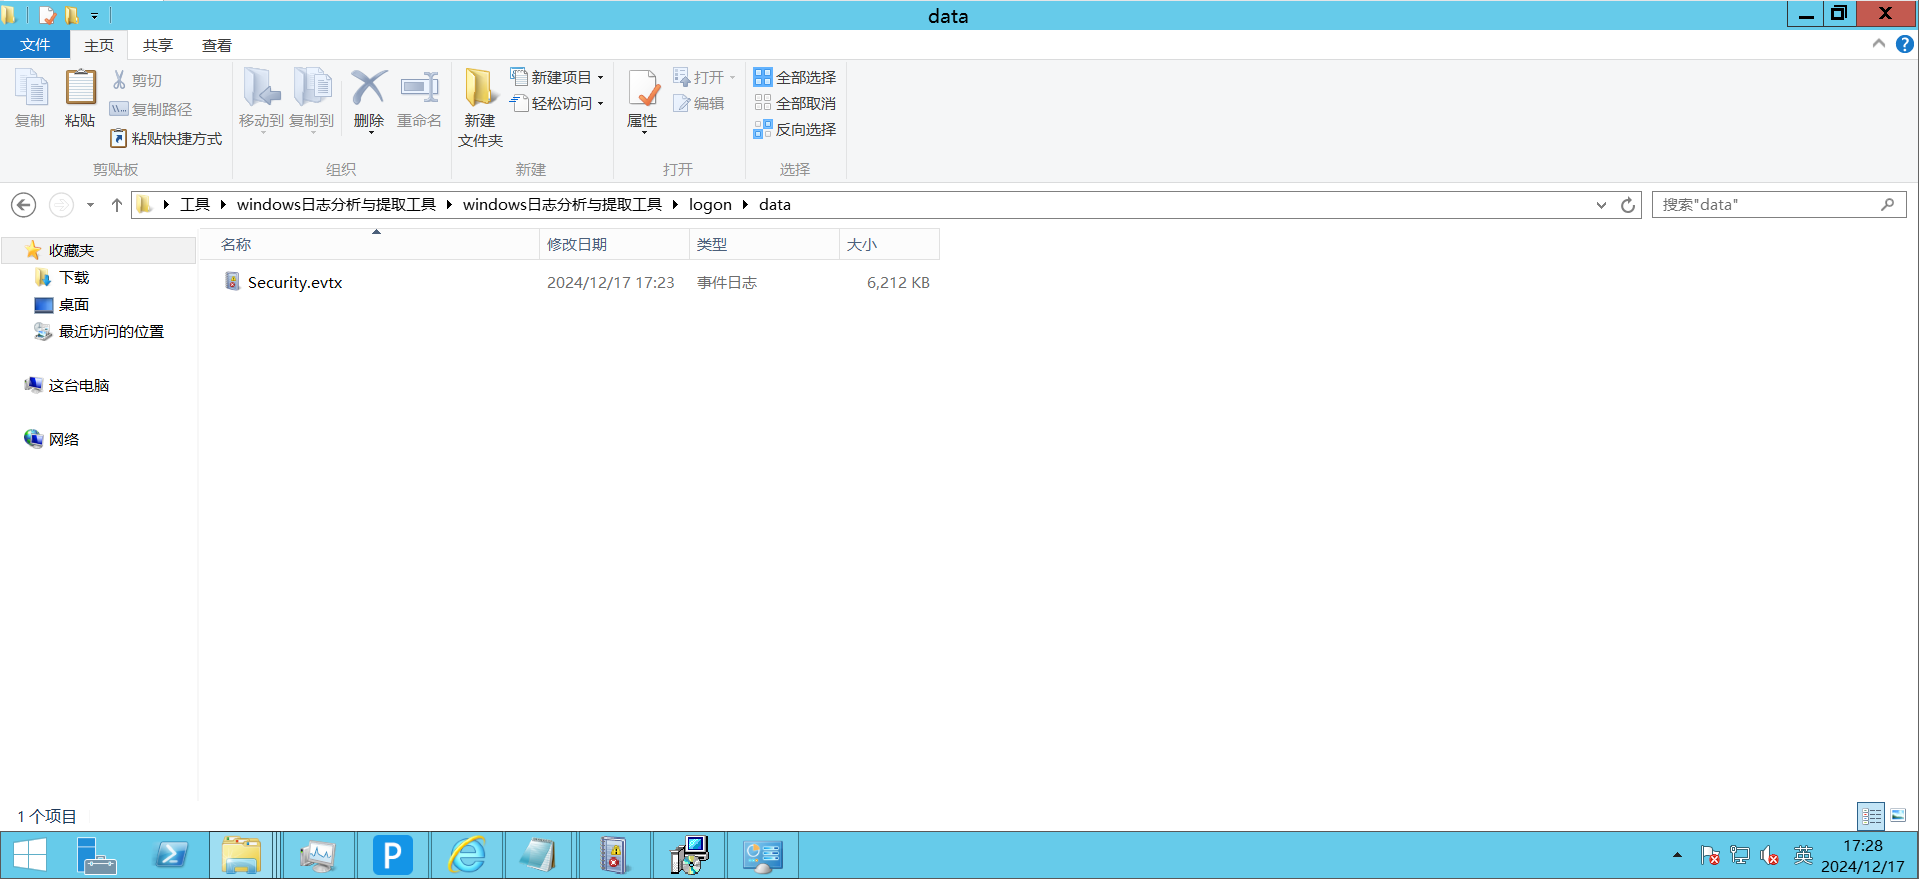 data
文件 主页 共享 查看
复制 粘贴 剪切 复制路径 粘贴快捷方式
移动到 复制到 删除 重命名
新建文件夹 新建项目 轻松访问
属性 打开 编辑
全部选择 全部取消 反向选择
剪贴板 组织 新建 打开 选择
工具 windows日志分析与提取工具 windows日志分析与提取工具 logon data
搜索"data"
名称 修改日期 类型 大小
Security.evtx 2024/12/17 17:23 事件日志 6,212 KB
收藏夹
下载
桌面
最近访问的位置
这台电脑
网络
1 个项目
P
英
17:28
2024/12/17